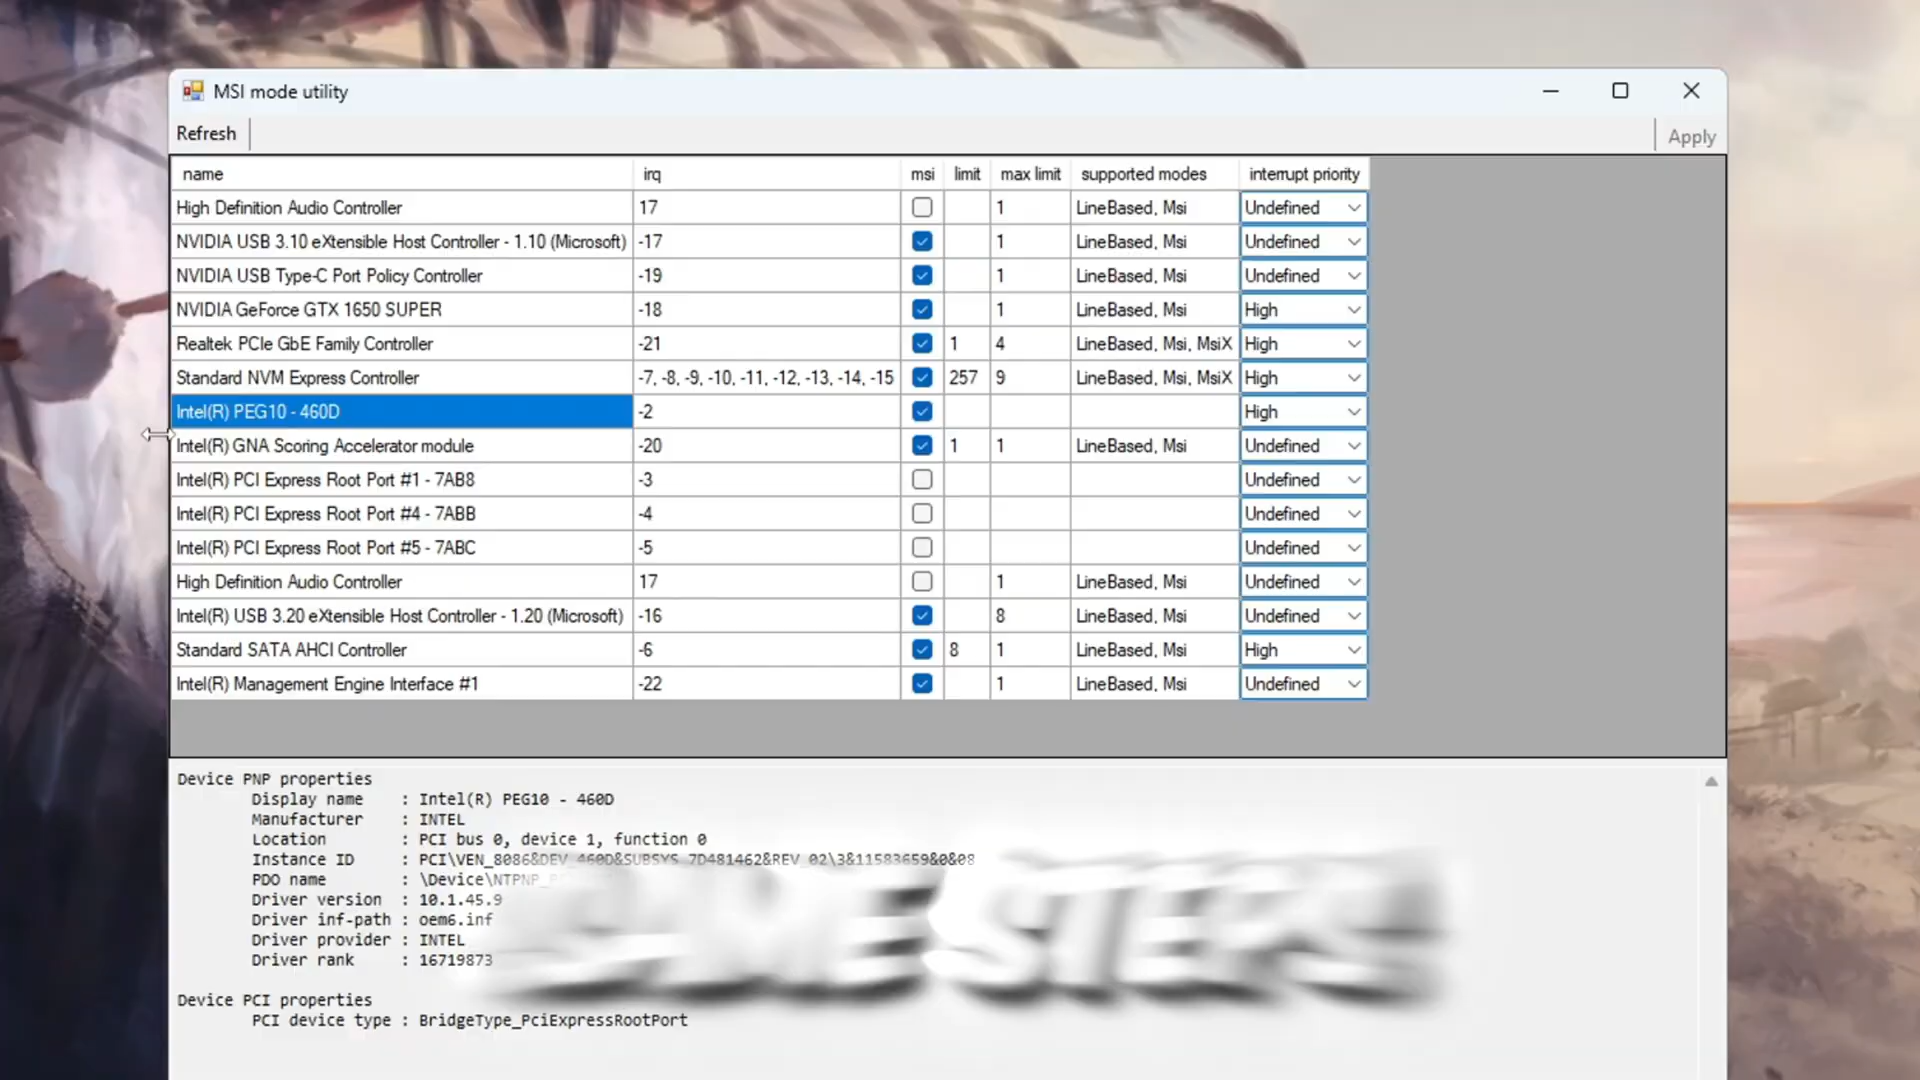 MSI mode utility
Refresh
Apply
name irq msi limit max limit supported modes interrupt priority
High Definition Audio Controller 17 1 LineBased, Msi Undefined
NVIDIA USB 3.10 eXtensible Host Controller - 1.10 (Microsoft) -17 1 LineBased, Msi Undefined
NVIDIA USB Type-C Port Policy Controller -19 1 LineBased, Msi Undefined
NVIDIA GeForce GTX 1650 SUPER -18 1 LineBased, Msi High
Realtek PCIe GbE Family Controller -21 1 4 LineBased, Msi, MsiX High
Standard NVM Express Controller -7, -8, -9, -10, -11, -12, -13, -14, -15 257 9 LineBased, Msi, MsiX High
Intel(R) PEG10 - 460D -2 High
Intel(R) GNA Scoring Accelerator module -20 1 1 LineBased, Msi Undefined
Intel(R) PCI Express Root Port #1 - 7AB8 -3 Undefined
Intel(R) PCI Express Root Port #4 - 7ABB -4 Undefined
Intel(R) PCI Express Root Port #5 - 7ABC -5 Undefined
High Definition Audio Controller 17 1 LineBased, Msi Undefined
Intel(R) USB 3.20 eXtensible Host Controller - 1.20 (Microsoft) -16 8 LineBased, Msi Undefined
Standard SATA AHCI Controller -6 8 1 LineBased, Msi High
Intel(R) Management Engine Interface #1 -22 1 LineBased, Msi Undefined
Device PNP properties
Display name : Intel(R) PEG10 - 460D
Manufacturer : INTEL
Location : PCI bus 0, device 1, function 0
Instance ID : PCI\VEN_8086&DEV_460D&SUBSYS_7D481462&REV_02\3&11583659&0&08
PDO name : \Device\NTPNP_
Driver version : 10.1.45.9
Driver inf-path : oem6.inf
Driver provider : INTEL
Driver rank : 16719873
SAME STEPS
Device PCI properties
PCI device type : BridgeType_PciExpressRootPort